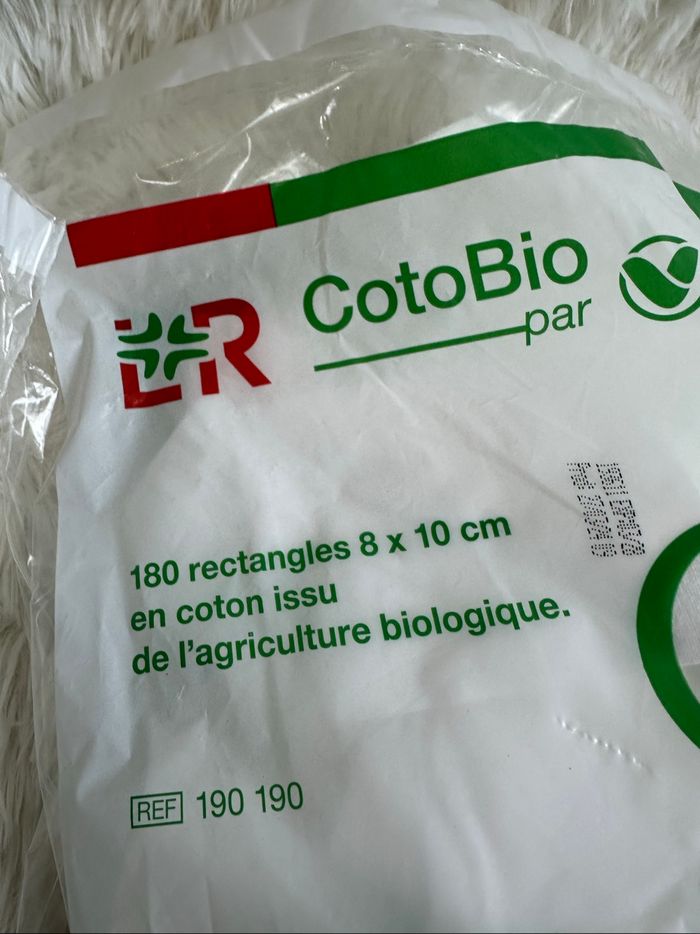 L&R
CotoBio
par
180 rectangles 8 x 10 cm
en coton issu
de l'agriculture biologique.
REF 190 190